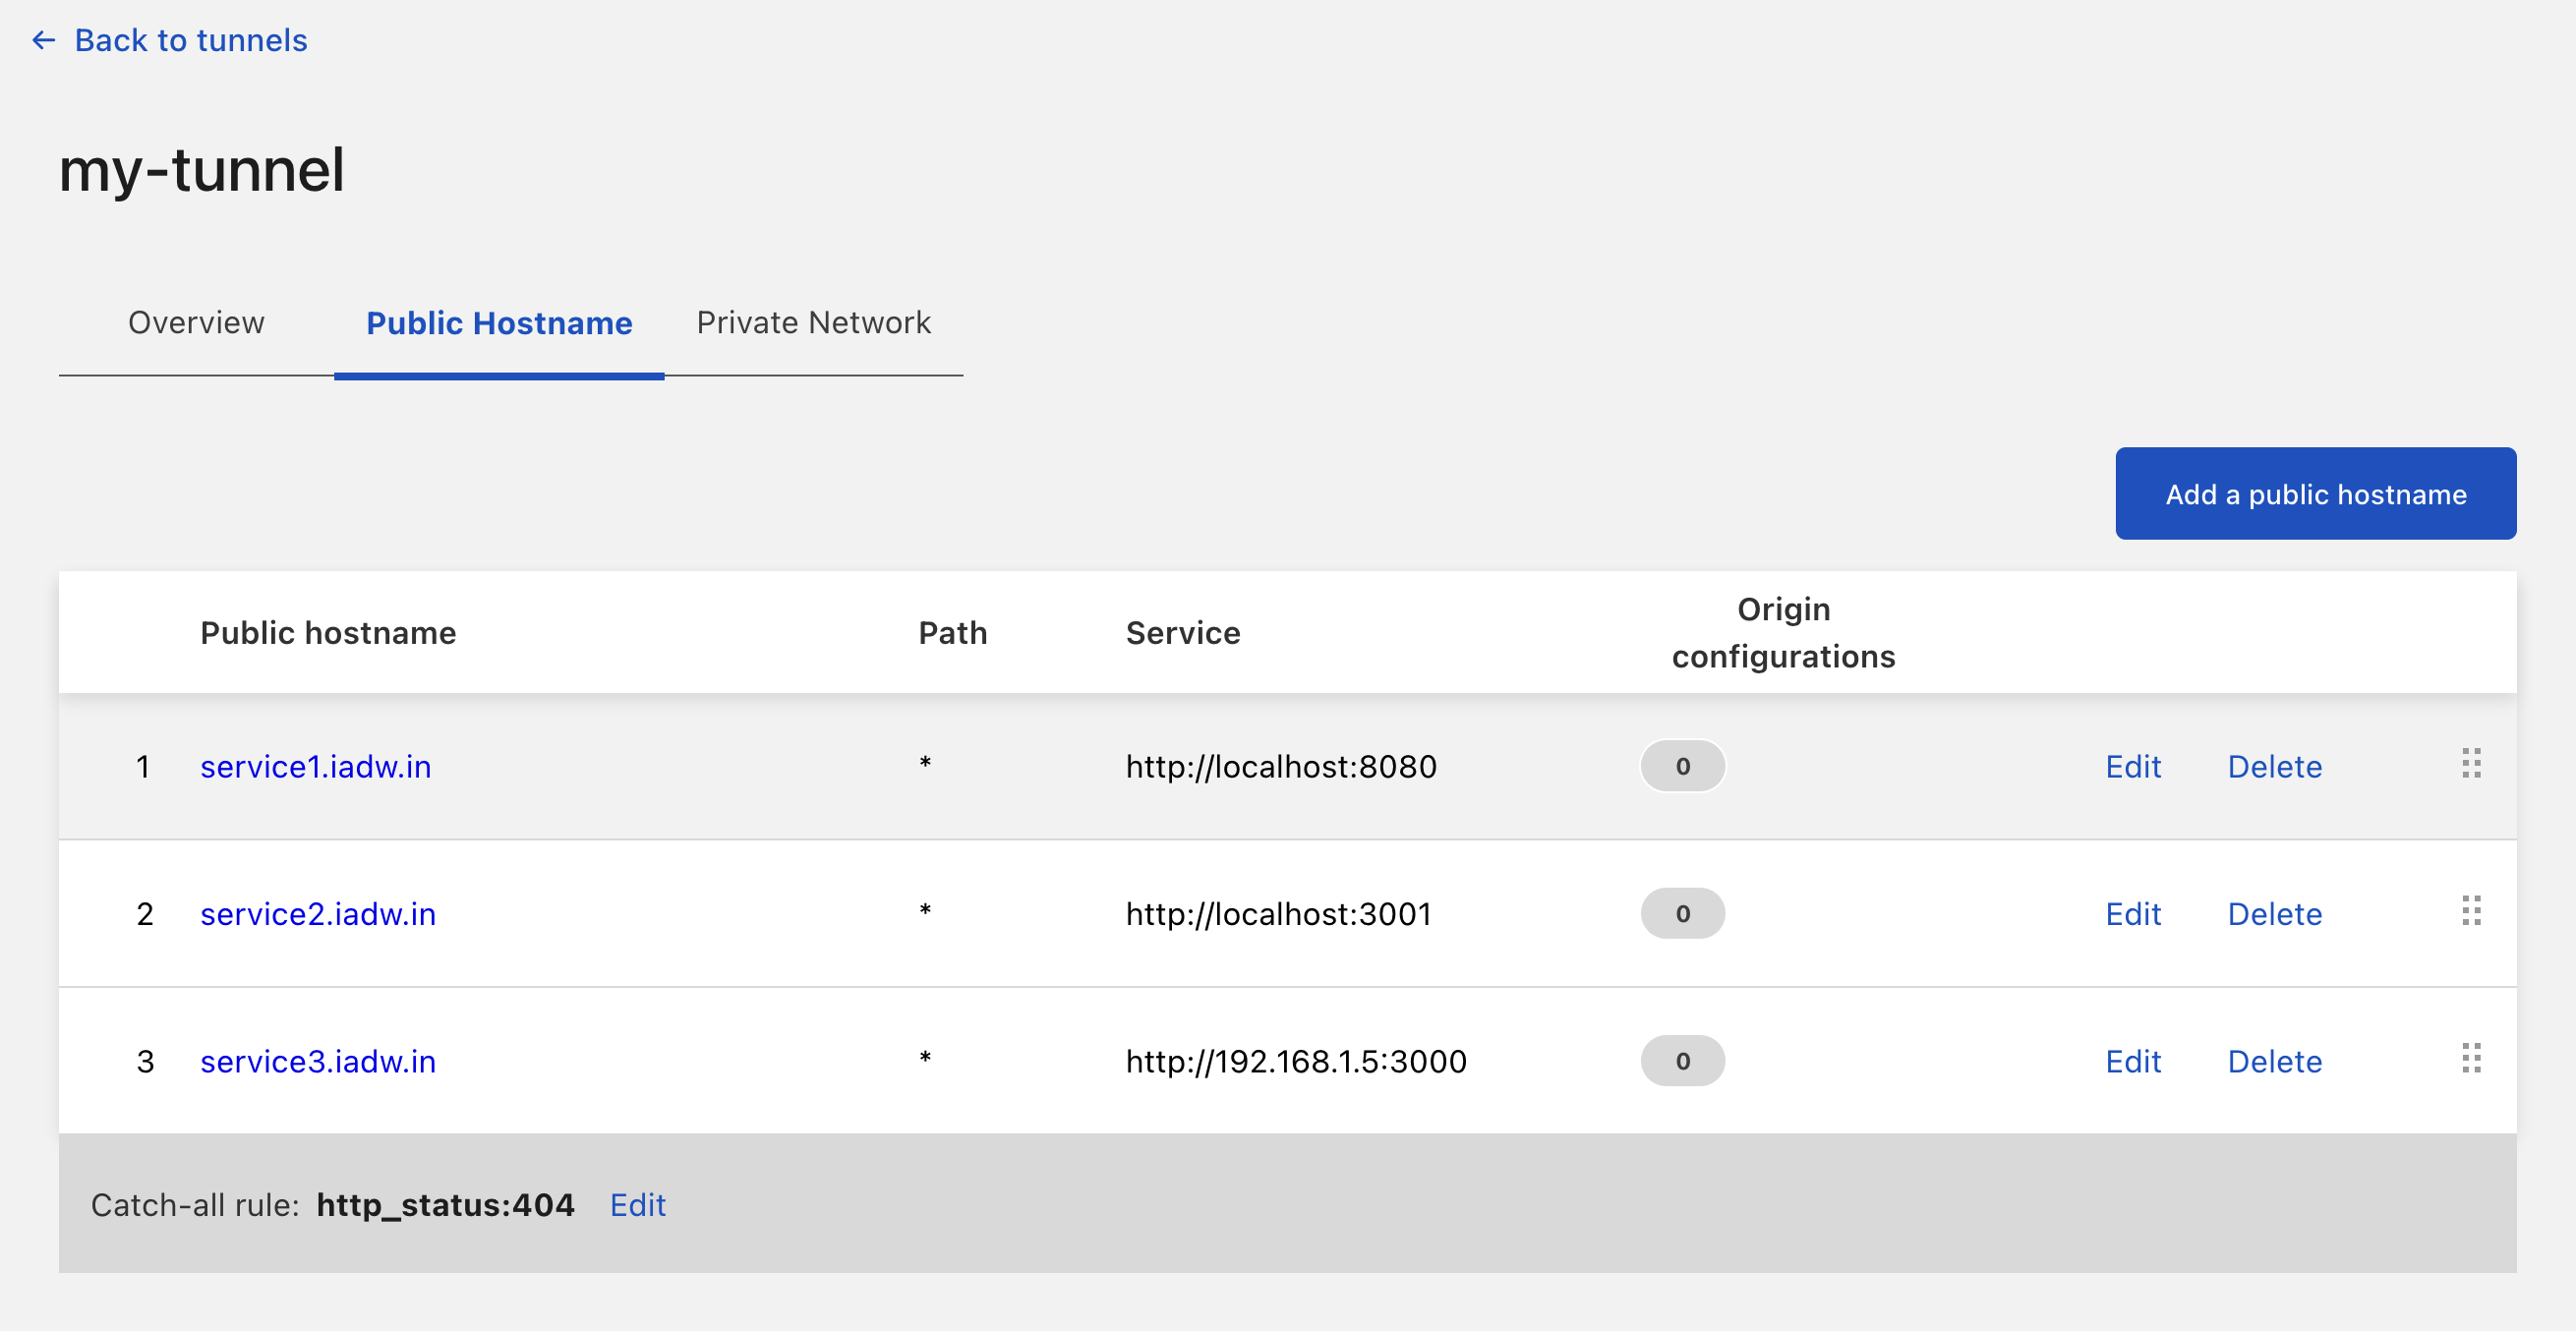 ← Back to tunnels
my-tunnel
Overview Public Hostname Private Network
Add a public hostname
Public hostname Path Service Origin configurations
1 service1.iadw.in * http://localhost:8080 0 Edit Delete
2 service2.iadw.in * http://localhost:3001 0 Edit Delete
3 service3.iadw.in * http://192.168.1.5:3000 0 Edit Delete
Catch-all rule: http_status:404 Edit